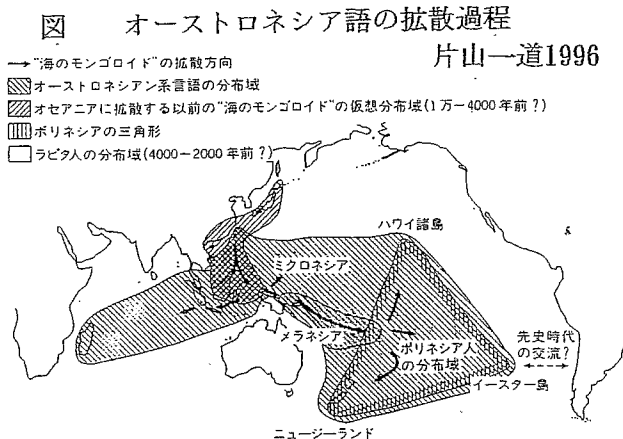 図 オーストロネシア語の拡散過程
片山一道1996
→“海のモンゴロイド”の拡散方向
オーストロネシアン系言語の分布域
オセアニアに拡散する以前の“海のモンゴロイド”の仮想分布域(1万−4000年前?)
ポリネシアの三角形
ラピタ人の分布域(4000−2000年前?)
ハワイ諸島
ミクロネシア
メラネシア
ポリネシア人
の分布域
先史時代
の交流?
イースター島
ニュージーランド